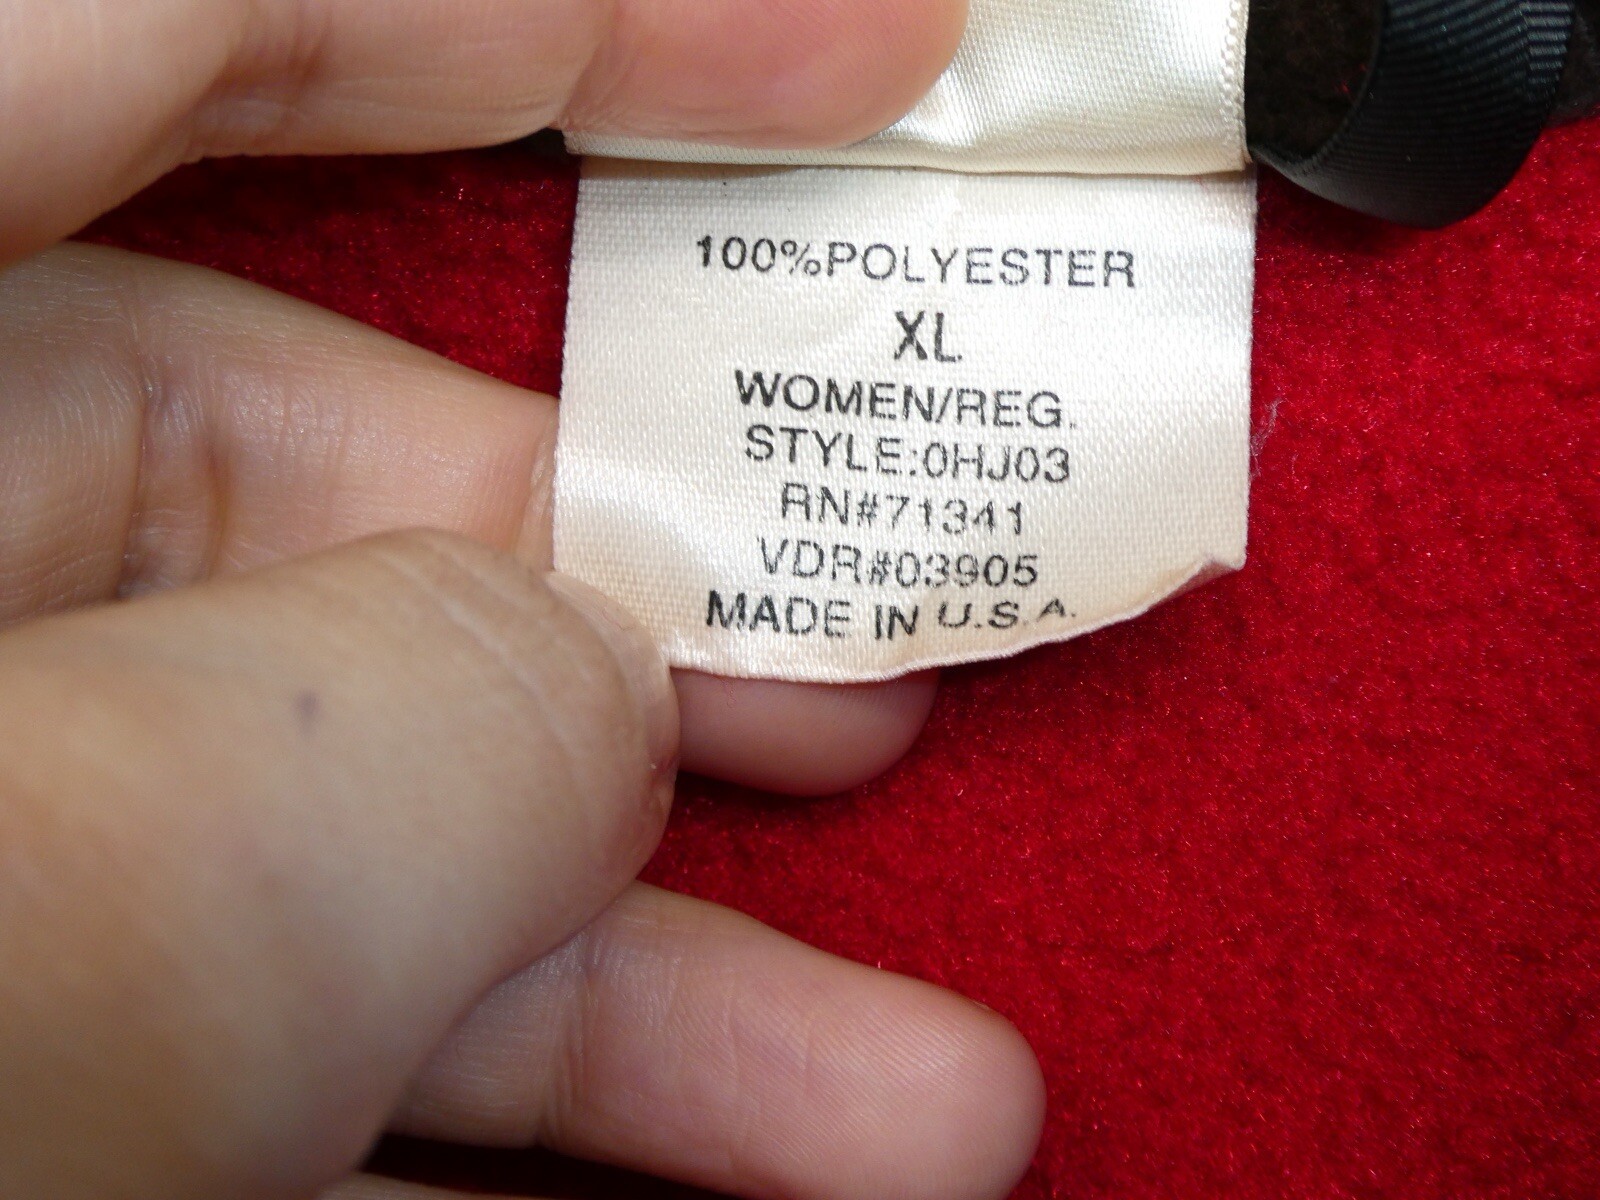 100%POLYESTER
XL
WOMEN/REG.
STYLE:0HJ03
RN#71341
VDR#03905
MADE IN U.S.A.